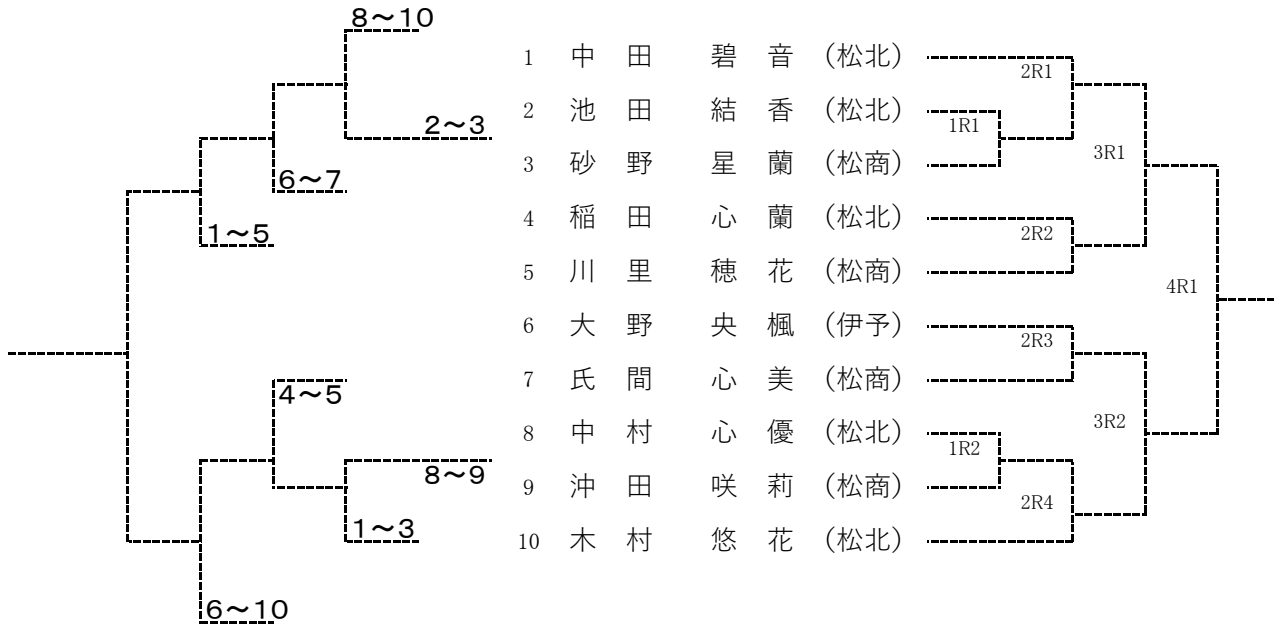 8～10
1 中 田 碧 音 (松北)
2R1
2 池 田 結 香 (松北)
2～3
1R1
3 砂 野 星 蘭 (松商)
3R1
6～7
4 稲 田 心 蘭 (松北)
1～5
2R2
5 川 里 穂 花 (松商)
4R1
6 大 野 央 楓 (伊予)
2R3
7 氏 間 心 美 (松商)
4～5
3R2
8 中 村 心 優 (松北)
1R2
8～9
9 沖 田 咲 莉 (松商)
2R4
1～3
10 木 村 悠 花 (松北)
6～10